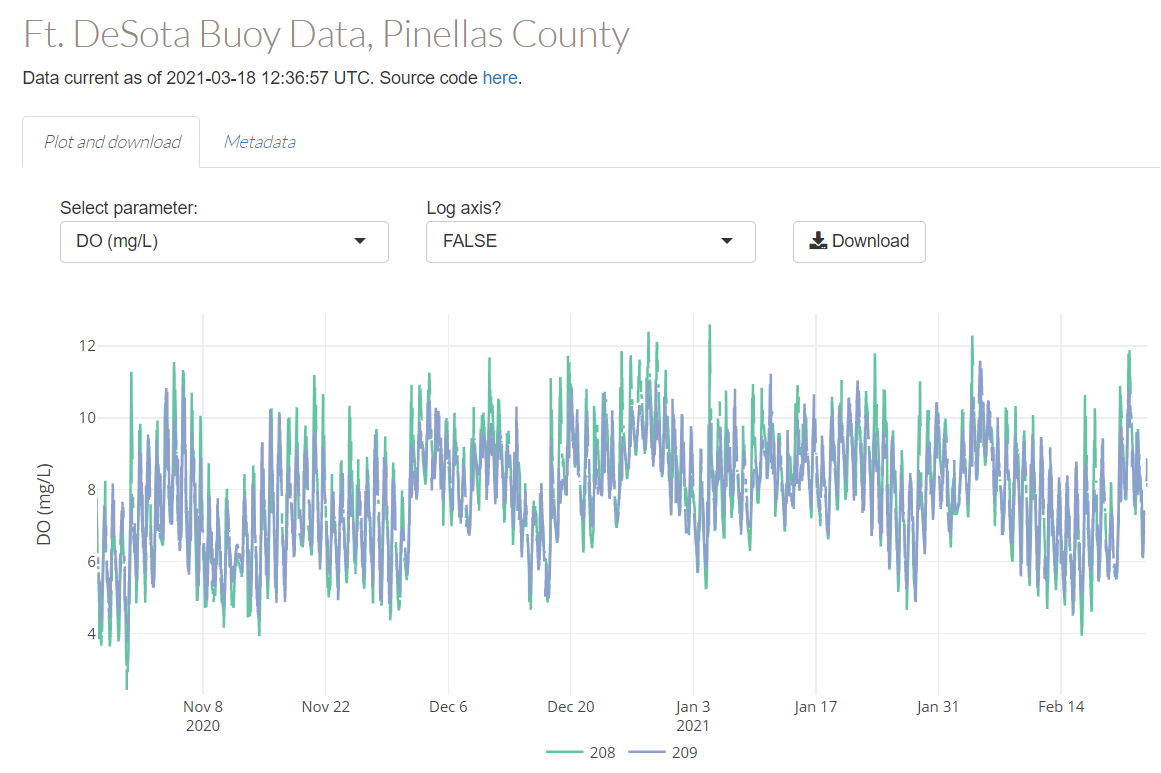 Ft. DeSota Buoy Data, Pinellas County
Data current as of 2021-03-18 12:36:57 UTC. Source code here.
Plot and download Metadata
Select parameter: Log axis?
DO (mg/L) FALSE Download
12
10
8
6
4
DO (mg/L)
Nov 8 Nov 22 Dec 6 Dec 20 Jan 3 Jan 17 Jan 31 Feb 14
2020 2021
208 209